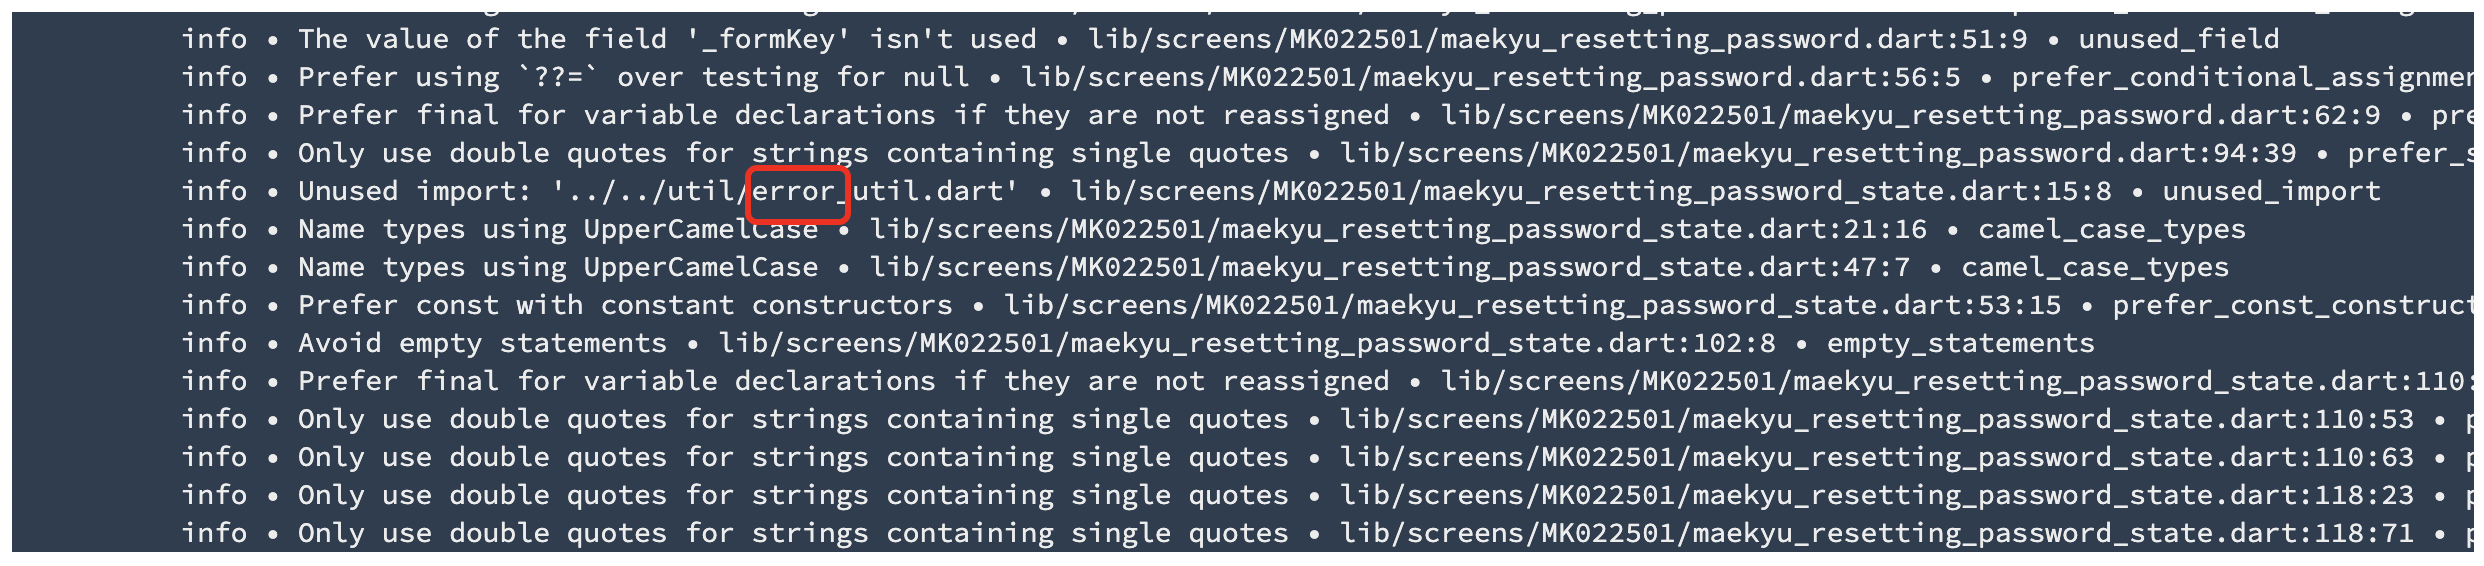 info • The value of the field '_formKey' isn't used • lib/screens/MK022501/maekyu_resetting_password.dart:51:9 • unused_field
info • Prefer using `??=` over testing for null • lib/screens/MK022501/maekyu_resetting_password.dart:56:5 • prefer_conditional_assignmen
info • Prefer final for variable declarations if they are not reassigned • lib/screens/MK022501/maekyu_resetting_password.dart:62:9 • pre
info • Only use double quotes for strings containing single quotes • lib/screens/MK022501/maekyu_resetting_password.dart:94:39 • prefer_s
info • Unused import: '../../util/error_util.dart' • lib/screens/MK022501/maekyu_resetting_password_state.dart:15:8 • unused_import
info • Name types using UpperCamelCase • lib/screens/MK022501/maekyu_resetting_password_state.dart:21:16 • camel_case_types
info • Name types using UpperCamelCase • lib/screens/MK022501/maekyu_resetting_password_state.dart:47:7 • camel_case_types
info • Prefer const with constant constructors • lib/screens/MK022501/maekyu_resetting_password_state.dart:53:15 • prefer_const_construct
info • Avoid empty statements • lib/screens/MK022501/maekyu_resetting_password_state.dart:102:8 • empty_statements
info • Prefer final for variable declarations if they are not reassigned • lib/screens/MK022501/maekyu_resetting_password_state.dart:110:
info • Only use double quotes for strings containing single quotes • lib/screens/MK022501/maekyu_resetting_password_state.dart:110:53 • p
info • Only use double quotes for strings containing single quotes • lib/screens/MK022501/maekyu_resetting_password_state.dart:110:63 • p
info • Only use double quotes for strings containing single quotes • lib/screens/MK022501/maekyu_resetting_password_state.dart:118:23 • p
info • Only use double quotes for strings containing single quotes • lib/screens/MK022501/maekyu_resetting_password_state.dart:118:71 • p